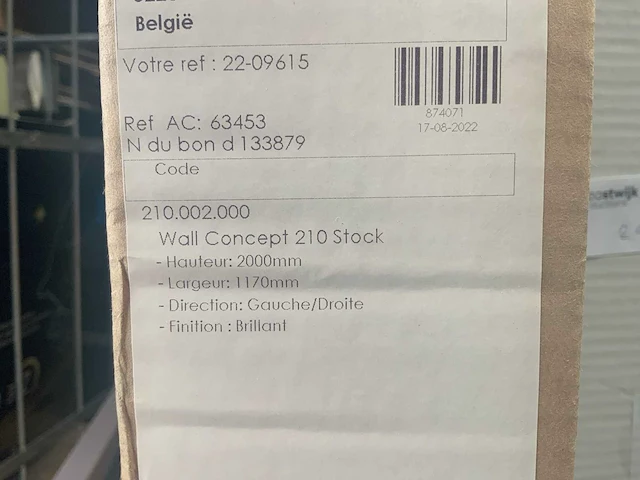 België
Votre ref : 22-09615
874071
17-08-2022
Ref AC: 63453
N du bon d 133879
Code
210.002.000
Wall Concept 210 Stock
- Hauteur: 2000mm
- Largeur: 1170mm
- Direction: Gauche/Droite
- Finition : Brillant